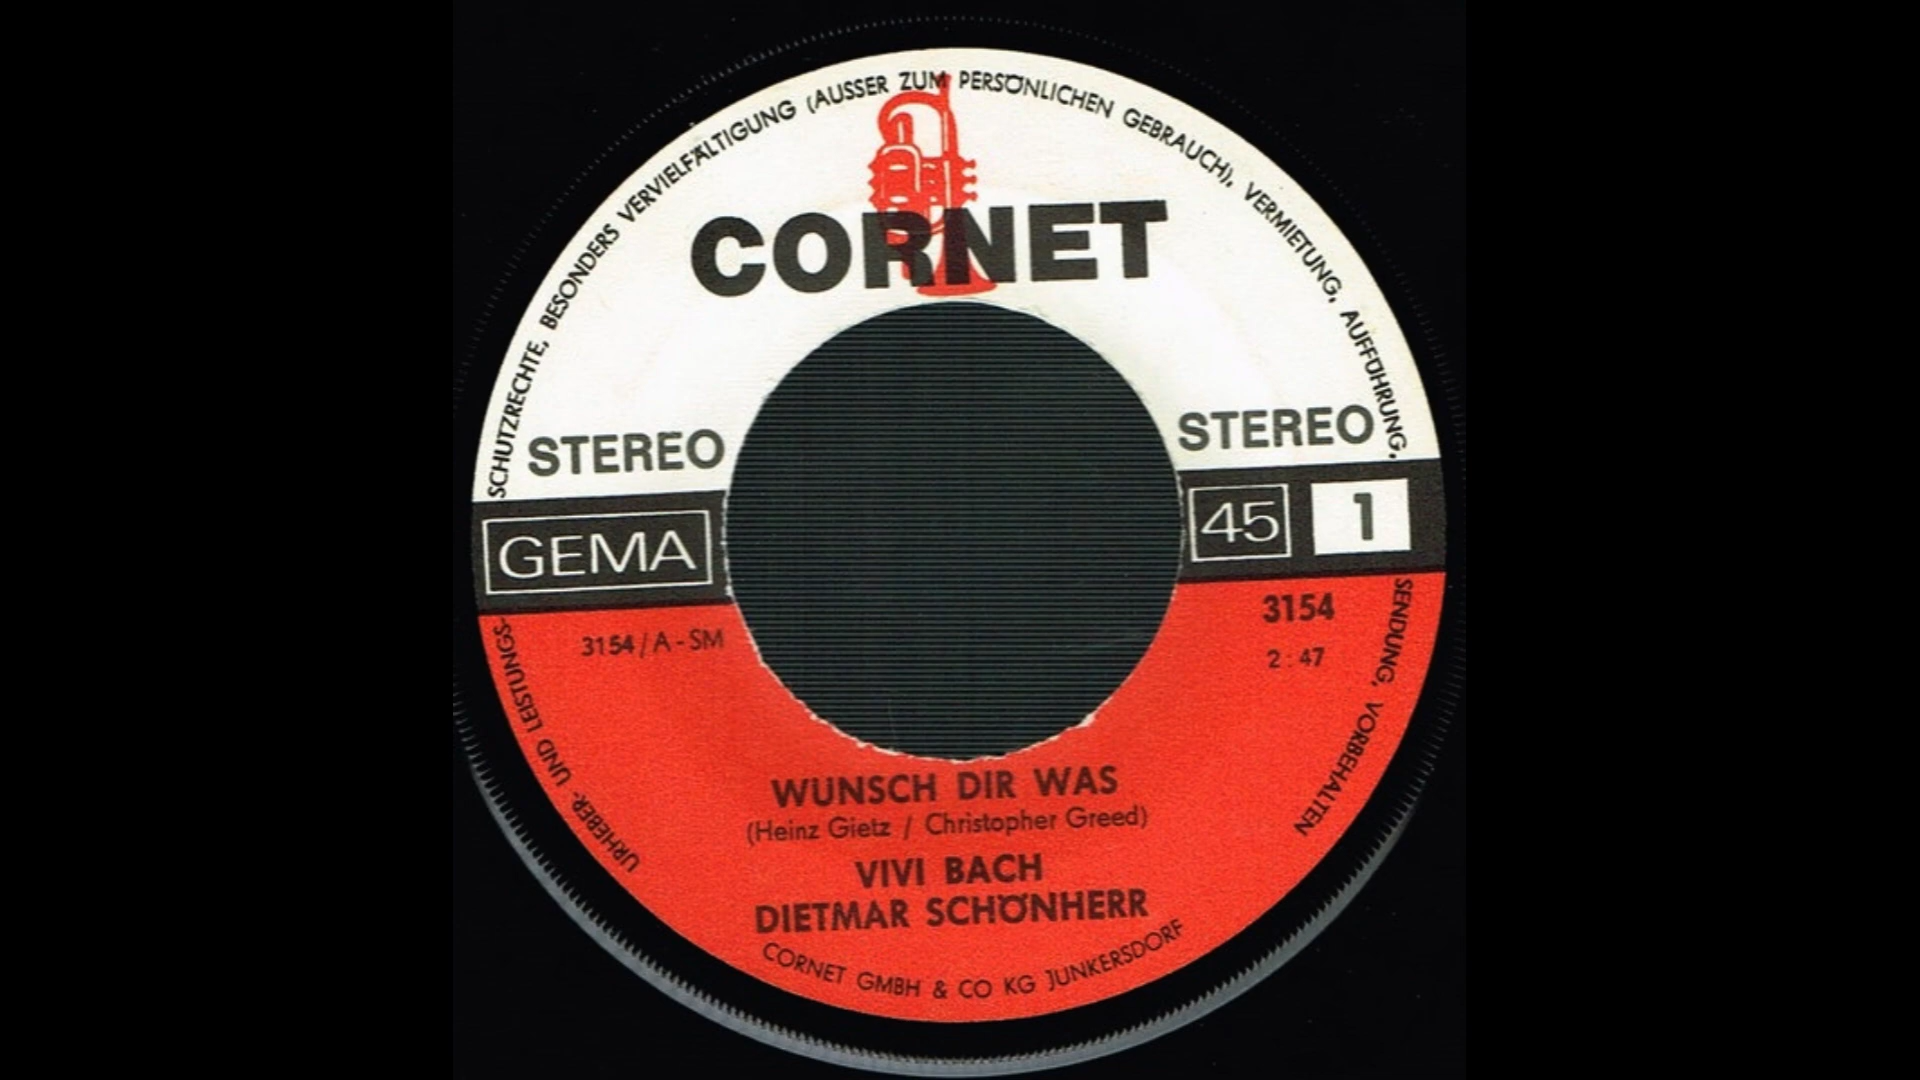 URHEBER- UND LEISTUNGS-SCHUTZRECHTE, BESONDERS VERVIELFÄLTIGUNG (AUSSER ZUM PERSÖNLICHEN GEBRAUCH), VERMIETUNG, AUFFÜHRUNG, SENDUNG, VORBEHALTEN
CORNET
STEREO STEREO
GEMA 45 1
3154
3154/A-SM 2:47
WUNSCH DIR WAS
(Heinz Gietz / Christopher Greed)
VIVI BACH
DIETMAR SCHÖNHERR
CORNET GMBH & CO KG JUNKERSDORF